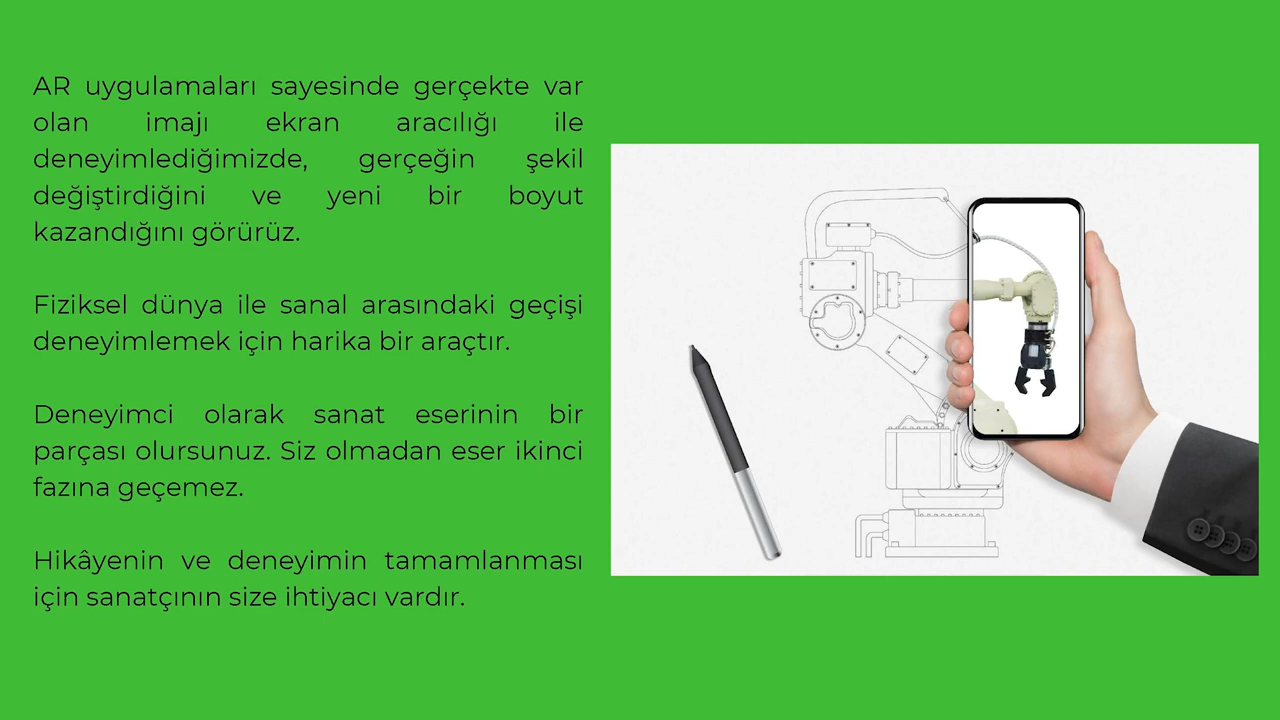 AR uygulamaları sayesinde gerçekte var
olan imajı ekran aracılığı ile
deneyimlediğimizde, gerçeğin şekil
değiştirdiğini ve yeni bir boyut
kazandığını görürüz.
Fiziksel dünya ile sanal arasındaki geçişi
deneyimlemek için harika bir araçtır.
Deneyimci olarak sanat eserinin bir
parçası olursunuz. Siz olmadan eser ikinci
fazına geçemez.
Hikâyenin ve deneyimin tamamlanması
için sanatçının size ihtiyacı vardır.